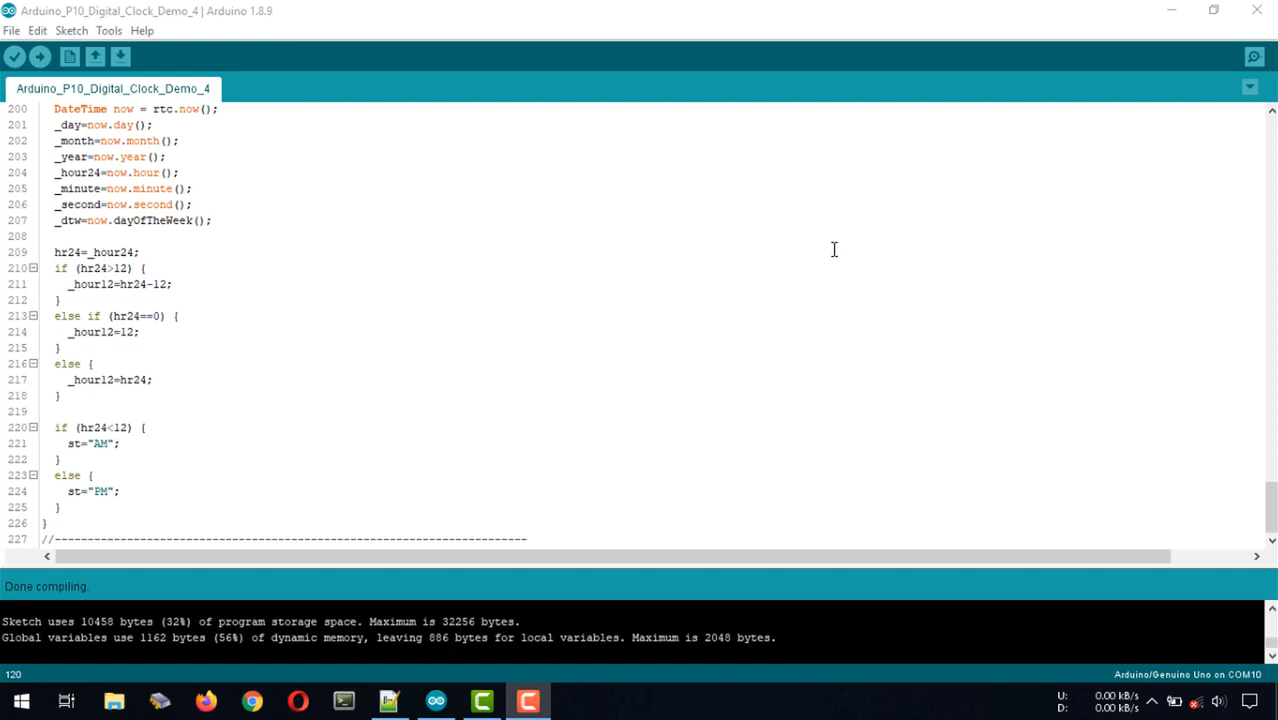 Arduino_P10_Digital_Clock_Demo_4 | Arduino 1.8.9
File Edit Sketch Tools Help
Arduino_P10_Digital_Clock_Demo_4
200 DateTime now = rtc.now();
201 _day=now.day();
202 _month=now.month();
203 _year=now.year();
204 _hour24=now.hour();
205 _minute=now.minute();
206 _second=now.second();
207 _dtw=now.dayOfTheWeek();
208
209 hr24=_hour24;
210 if (hr24>12) {
211 _hour12=hr24-12;
212 }
213 else if (hr24==0) {
214 _hour12=12;
215 }
216 else {
217 _hour12=hr24;
218 }
219
220 if (hr24<12) {
221 st="AM";
222 }
223 else {
224 st="PM";
225 }
226 }
227 //------------------------------------------------------------------------
Done compiling.
Sketch uses 10458 bytes (32%) of program storage space. Maximum is 32256 bytes.
Global variables use 1162 bytes (56%) of dynamic memory, leaving 886 bytes for local variables. Maximum is 2048 bytes.
120 Arduino/Genuino Uno on COM10
U: 0.00 kB/s
D: 0.00 kB/s